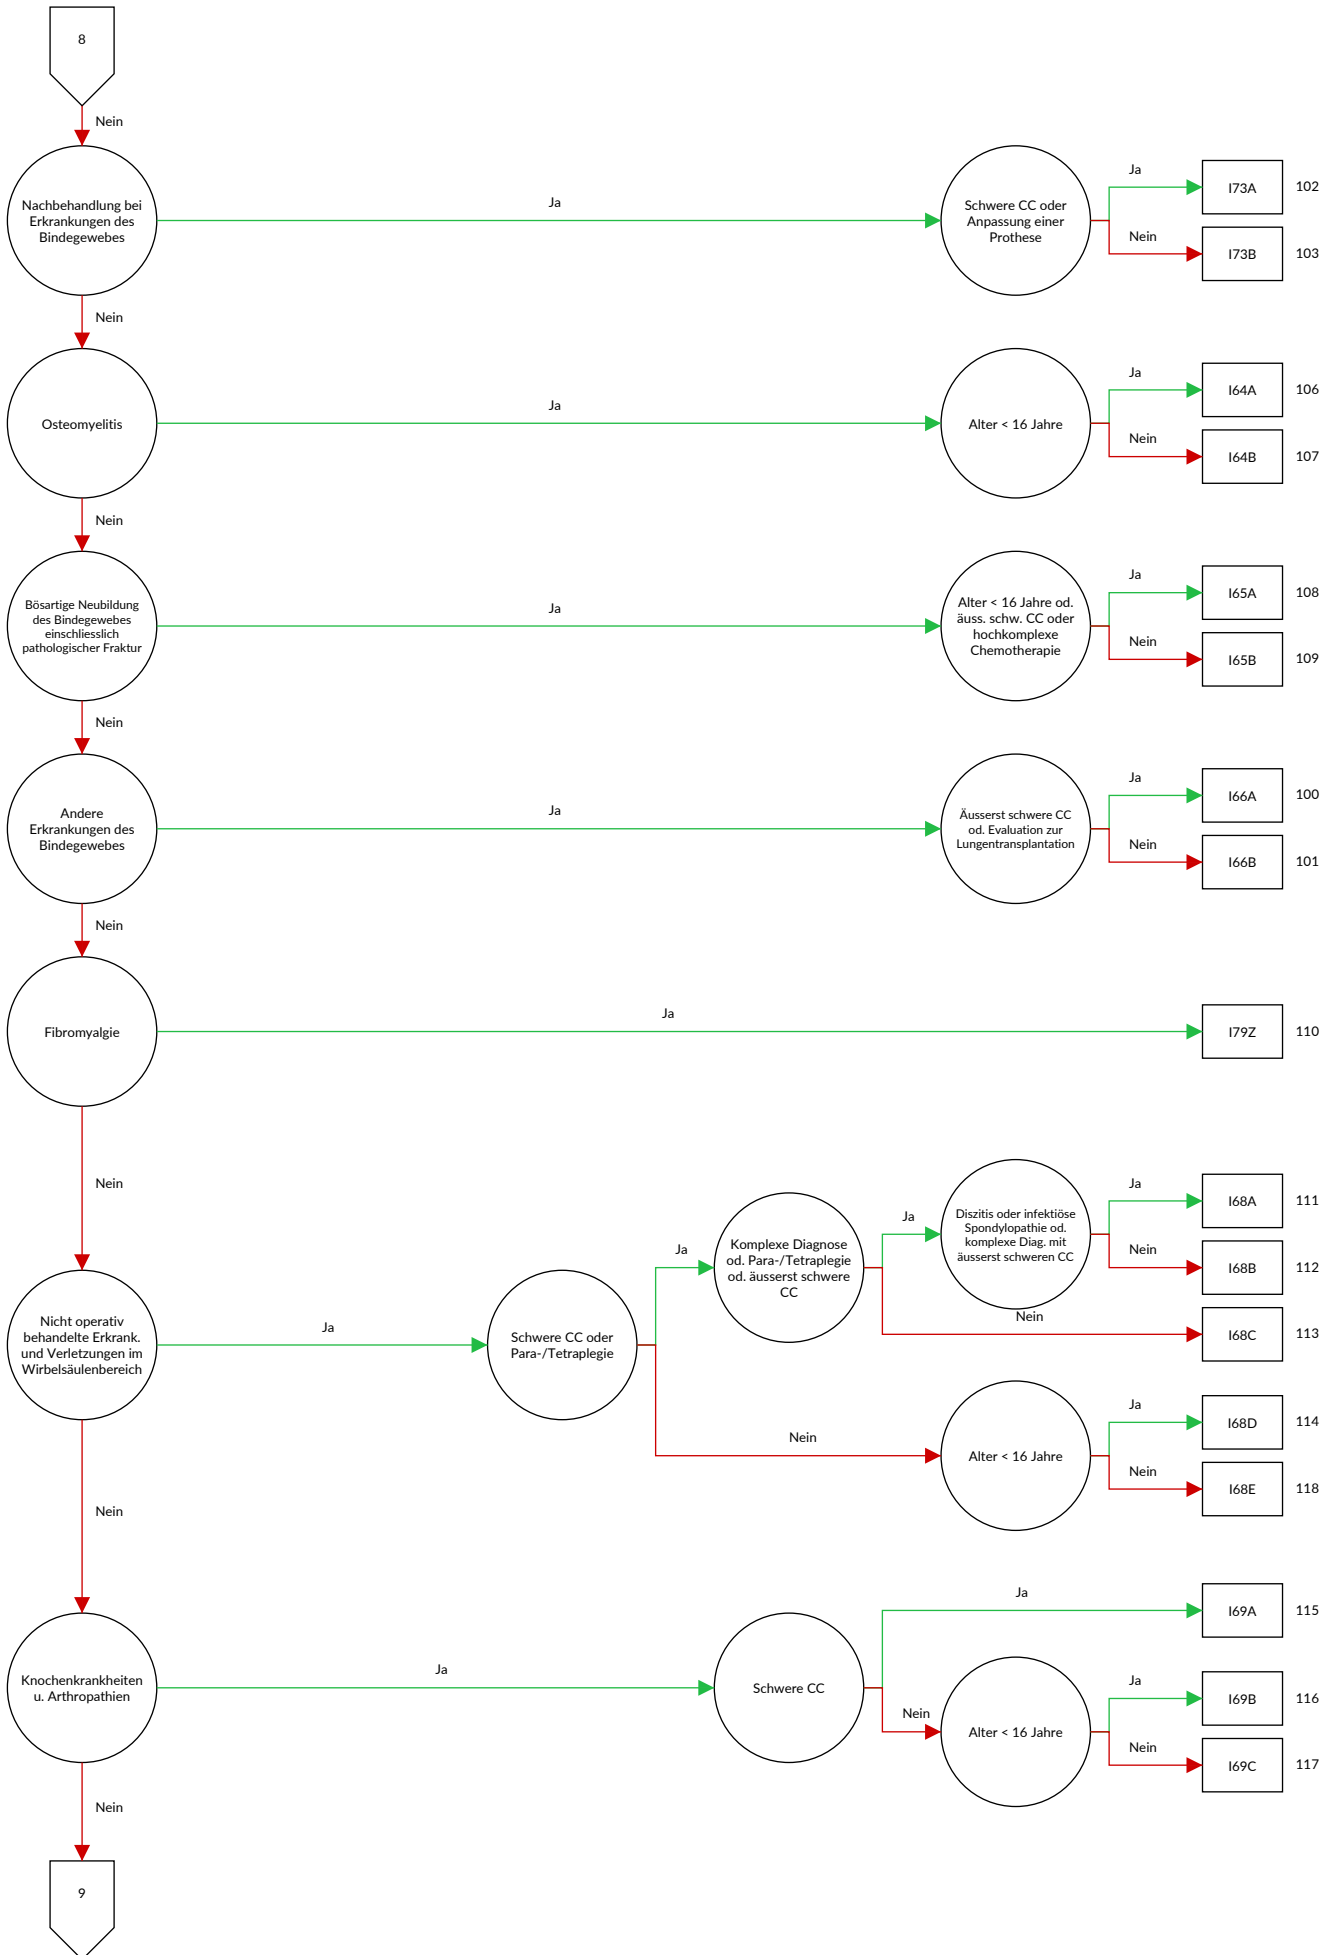 8
Nein
Nachbehandlung bei
Erkrankungen des
Bindegewebes
Ja
Schwere CC oder
Anpassung einer
Prothese
Ja
I73A
102
Nein
I73B
103
Nein
Osteomyelitis
Ja
Alter < 16 Jahre
Ja
I64A
106
Nein
I64B
107
Nein
Bösartige Neubildung
des Bindegewebes
einschliesslich
pathologischer Fraktur
Ja
Alter < 16 Jahre od.
äuss. schw. CC oder
hochkomplexe
Chemotherapie
Ja
I65A
108
Nein
I65B
109
Nein
Andere
Erkrankungen des
Bindegewebes
Ja
Äusserst schwere CC
od. Evaluation zur
Lungentransplantation
Ja
I66A
100
Nein
I66B
101
Nein
Fibromyalgie
Ja
I79Z
110
Nein
Nicht operativ
behandelte Erkrank.
und Verletzungen im
Wirbelsäulenbereich
Ja
Schwere CC oder
Para-/Tetraplegie
Ja
Komplexe Diagnose
od. Para-/Tetraplegie
od. äusserst schwere
CC
Ja
Diszitis oder infektiöse
Spondylopathie od.
komplexe Diag. mit
äusserst schweren CC
Ja
I68A
111
Nein
I68B
112
Nein
I68C
113
Nein
Alter < 16 Jahre
Ja
I68D
114
Nein
I68E
118
Nein
Knochenkrankheiten
u. Arthropathien
Ja
Schwere CC
Ja
I69A
115
Nein
Alter < 16 Jahre
Ja
I69B
116
Nein
I69C
117
Nein
9